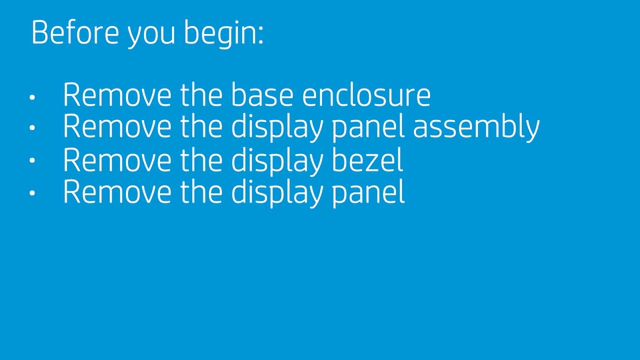 Before you begin:
• Remove the base enclosure
• Remove the display panel assembly
• Remove the display bezel
• Remove the display panel